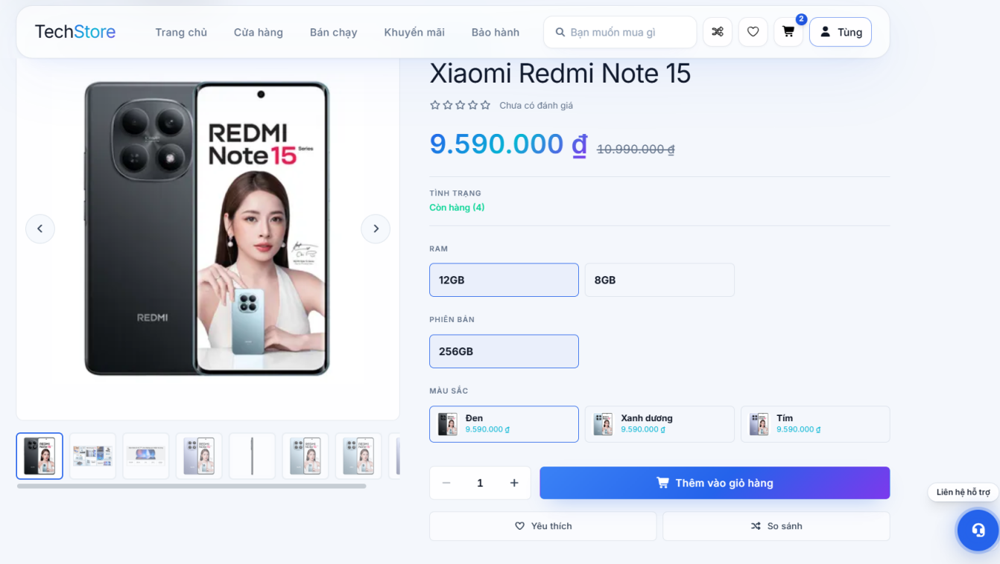 TechStore
Trang chủ
Cửa hàng
Bán chạy
Khuyến mãi
Bảo hành
Bạn muốn mua gì
2
Tùng
REDMI
Note 15 Series
REDMI
Xiaomi Redmi Note 15
Chưa có đánh giá
9.590.000 ₫ 10.990.000 ₫
TÌNH TRẠNG
Còn hàng (4)
RAM
12GB
8GB
PHIÊN BẢN
256GB
MÀU SẮC
Đen
9.590.000 ₫
Xanh dương
9.590.000 ₫
Tím
9.590.000 ₫
1
Thêm vào giỏ hàng
Yêu thích
So sánh
Liên hệ hỗ trợ